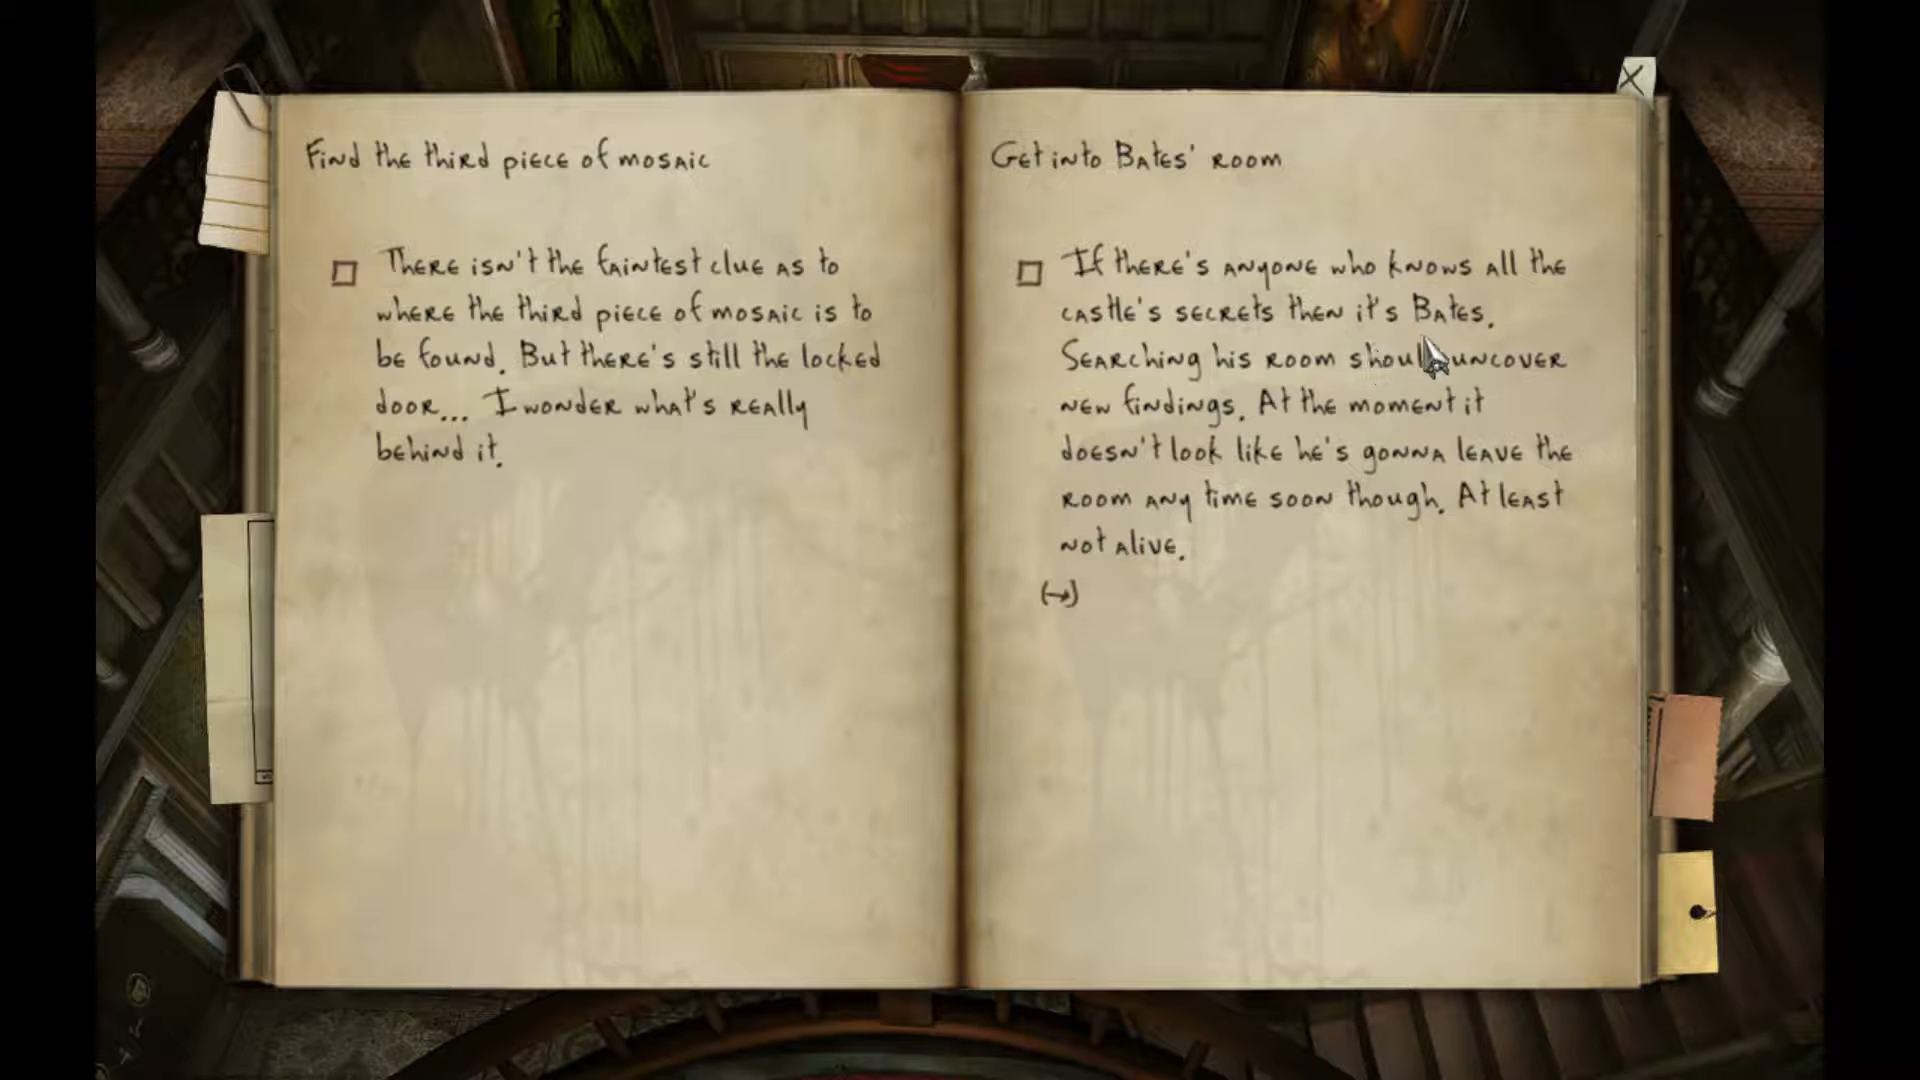 Find the third piece of mosaic
There isn't the faintest clue as to
where the third piece of mosaic is to
be found. But there's still the locked
door... I wonder what's really
behind it.
Get into Bates' room
If there's anyone who knows all the
castle's secrets then it's Bates.
Searching his room shoul uncover
new findings. At the moment it
doesn't look like he's gonna leave the
room any time soon though. At least
not alive.
(→)
X